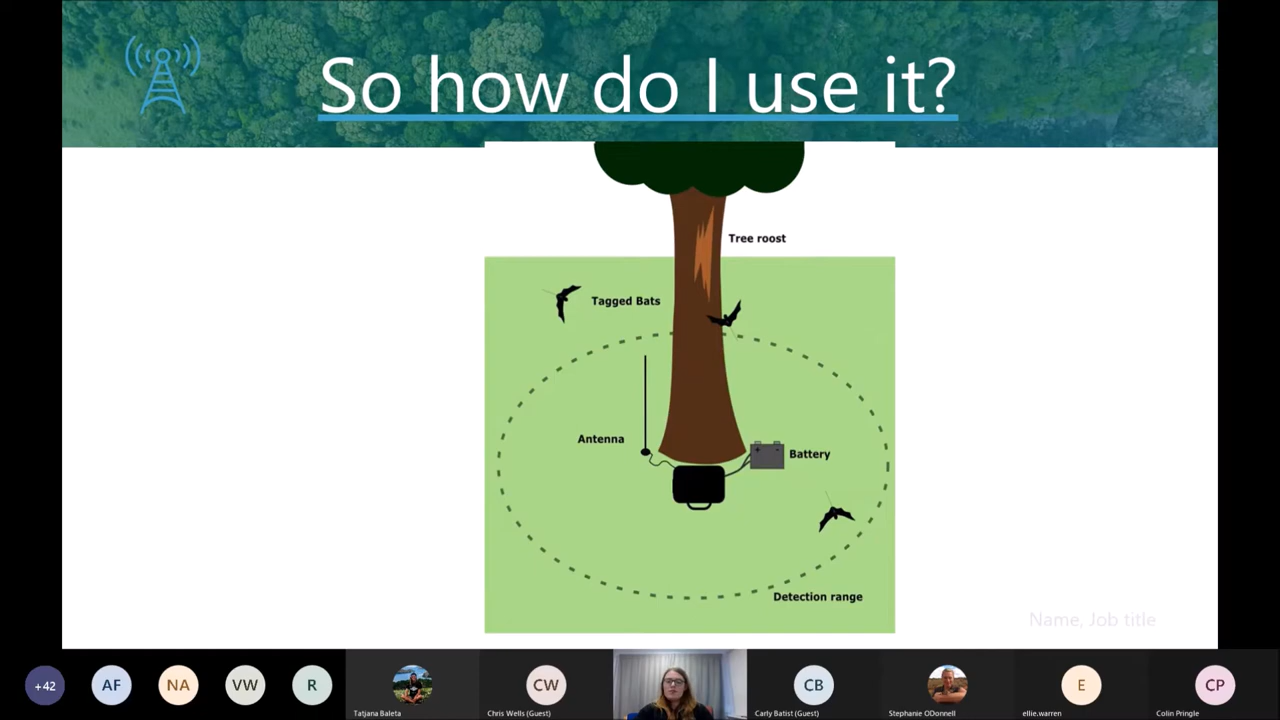 So how do I use it?
Tree roost
Tagged Bats
Antenna
Battery
Detection range
Name, Job title
+42
AF
NA
VW
R
CW
CB
E
CP
Tatjana Baleta
Chris Wells (Guest)
Carly Batist (Guest)
Stephanie ODonnell
ellie.warren
Colin Pringle